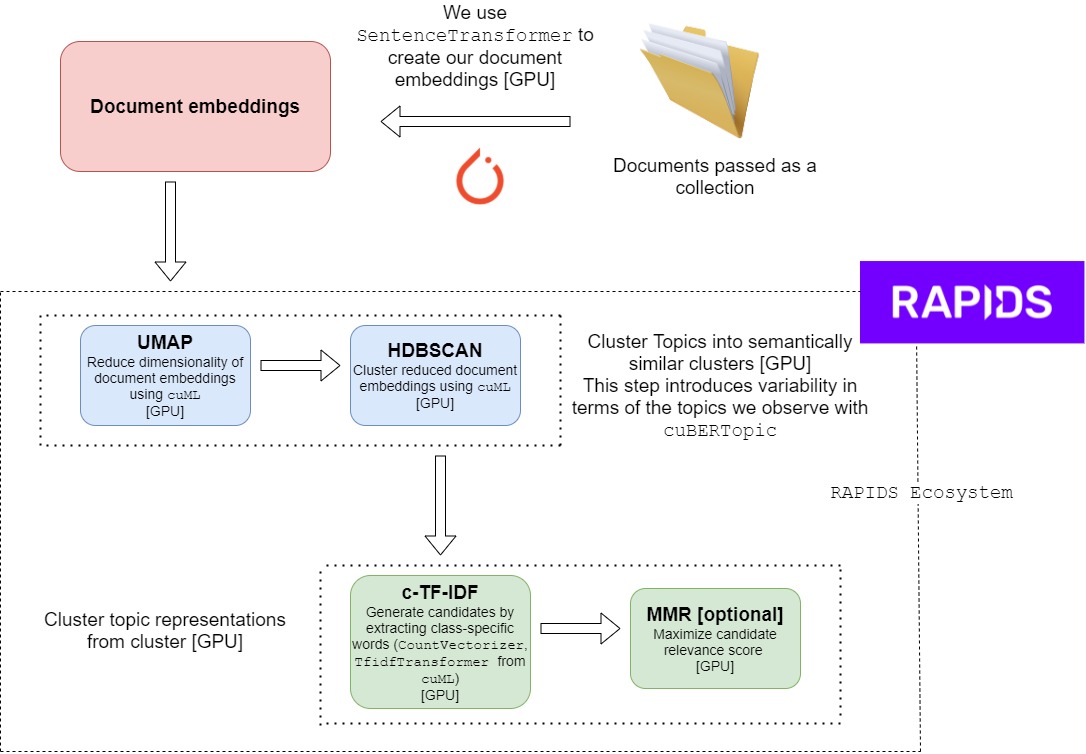 We use
SentenceTransformer to
create our document
embeddings [GPU]
Document embeddings
Documents passed as a
collection
RAPIDS
UMAP
Reduce dimensionality of
document embeddings
using cuML
[GPU]
HDBSCAN
Cluster reduced document
embeddings using cuML
[GPU]
Cluster Topics into semantically
similar clusters [GPU]
This step introduces variability in
terms of the topics we observe with
cuBERTopic
RAPIDS Ecosystem
Cluster topic representations
from cluster [GPU]
c-TF-IDF
Generate candidates by
extracting class-specific
words (CountVectorizer,
TfidfTransformer from
cuML)
[GPU]
MMR [optional]
Maximize candidate
relevance score
[GPU]